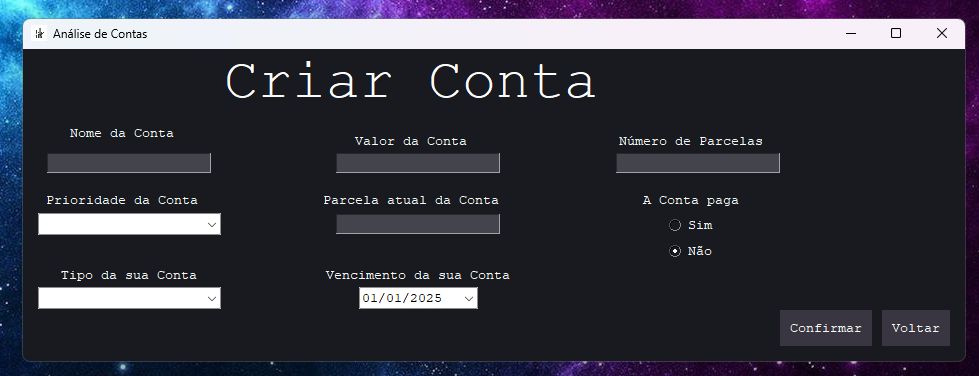 Análise de Contas
Criar Conta
Nome da Conta
Valor da Conta
Número de Parcelas
Prioridade da Conta
Parcela atual da Conta
A Conta paga
Sim
Não
Tipo da sua Conta
Vencimento da sua Conta
01/01/2025
Confirmar
Voltar